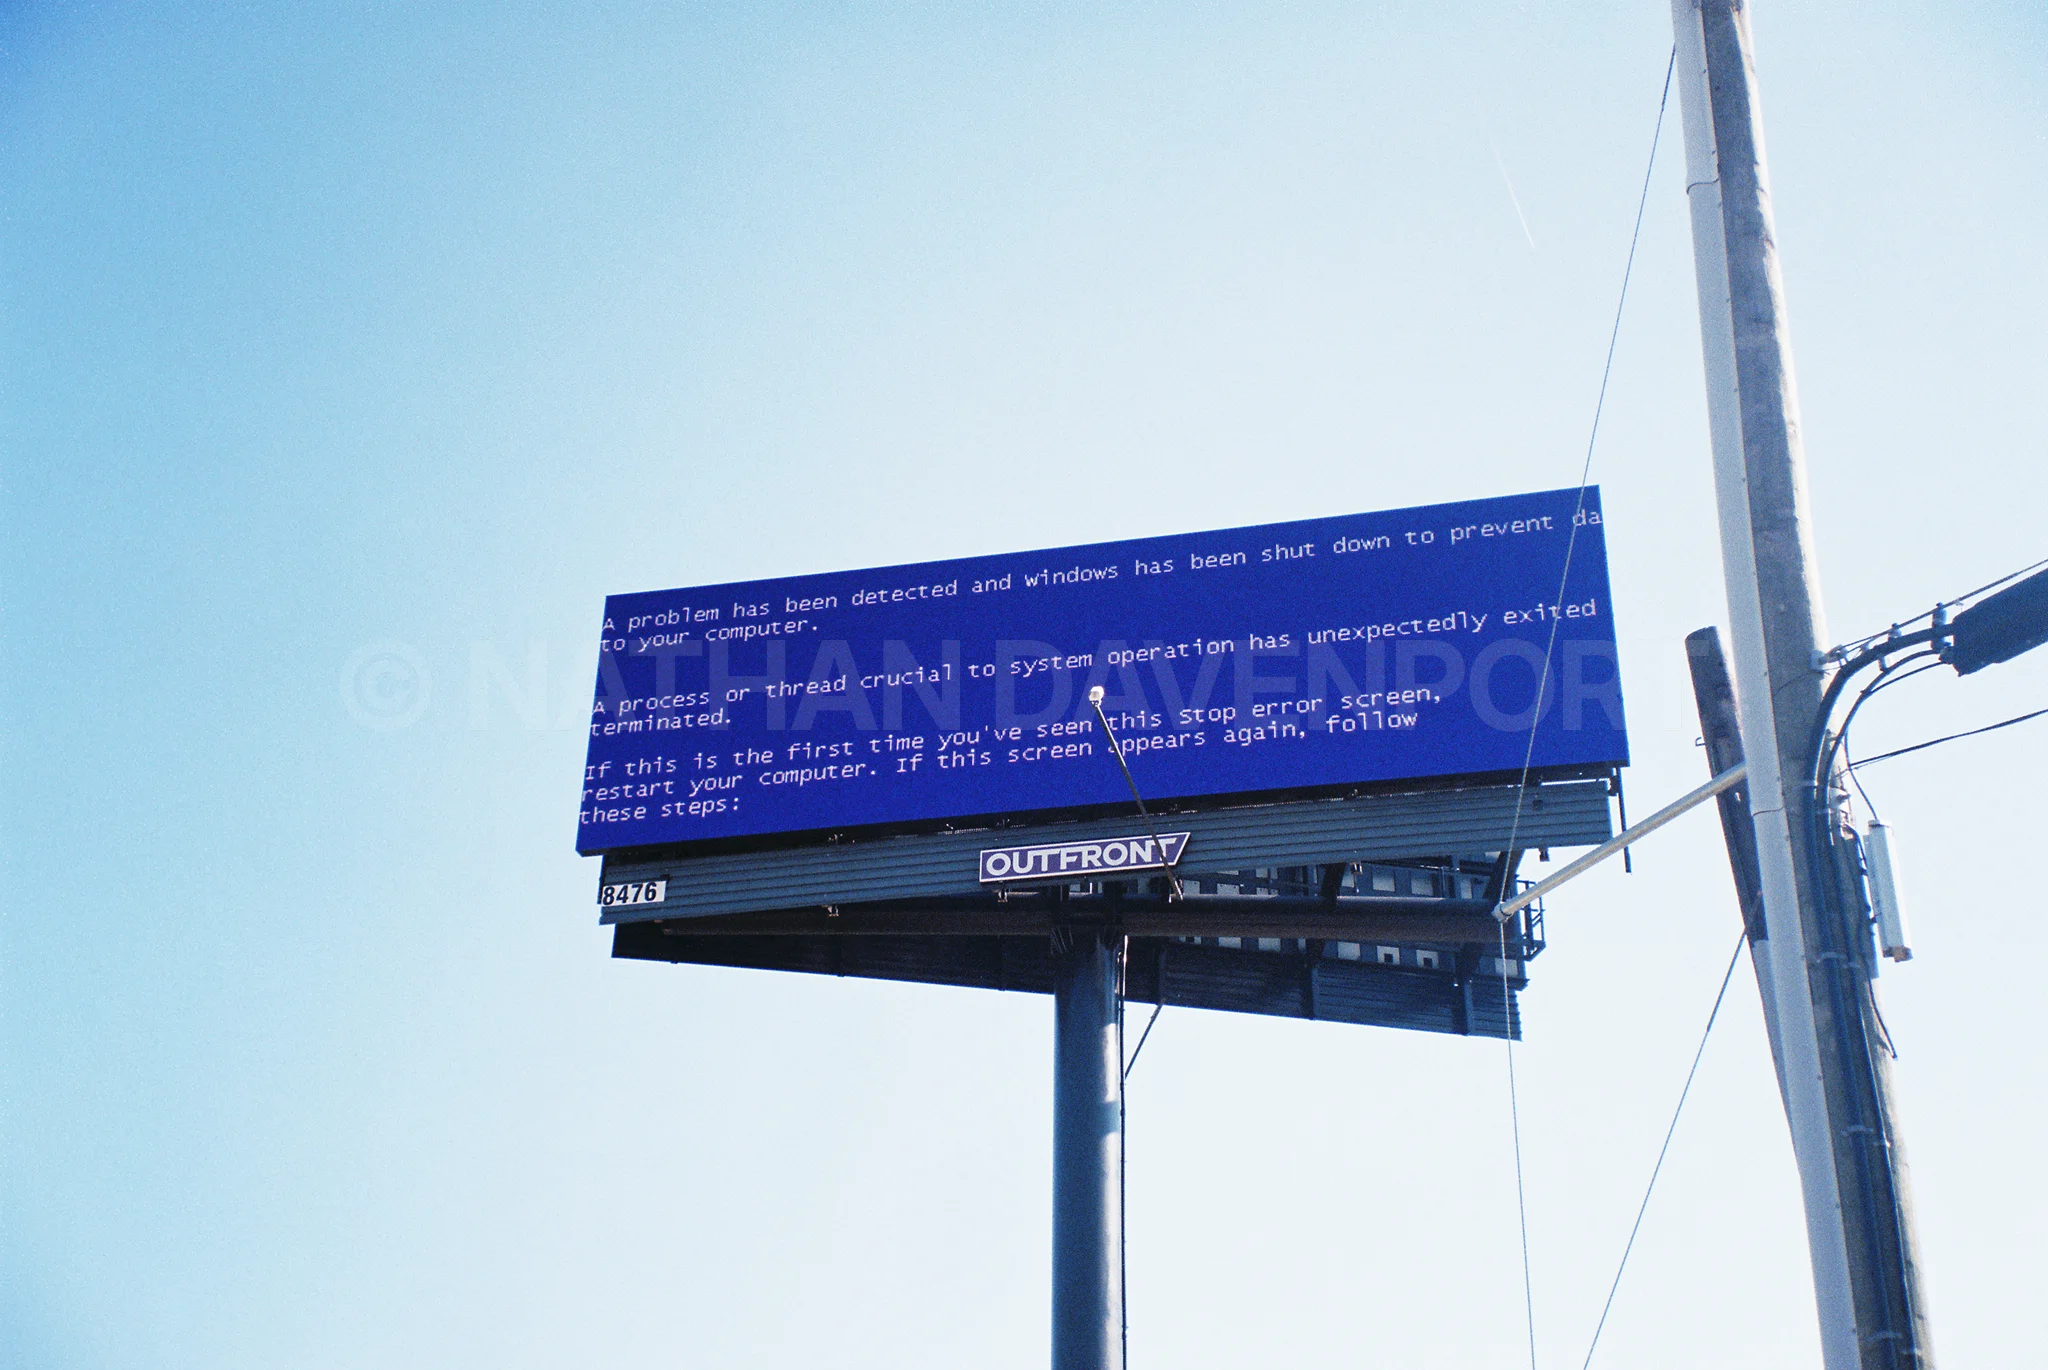 A problem has been detected and windows has been shut down to prevent da
to your computer.
A process or thread crucial to system operation has unexpectedly exited
terminated.
If this is the first time you've seen this Stop error screen,
restart your computer. If this screen appears again, follow
these steps:
OUTFRONT
8476
© NATHAN DAVENPORT